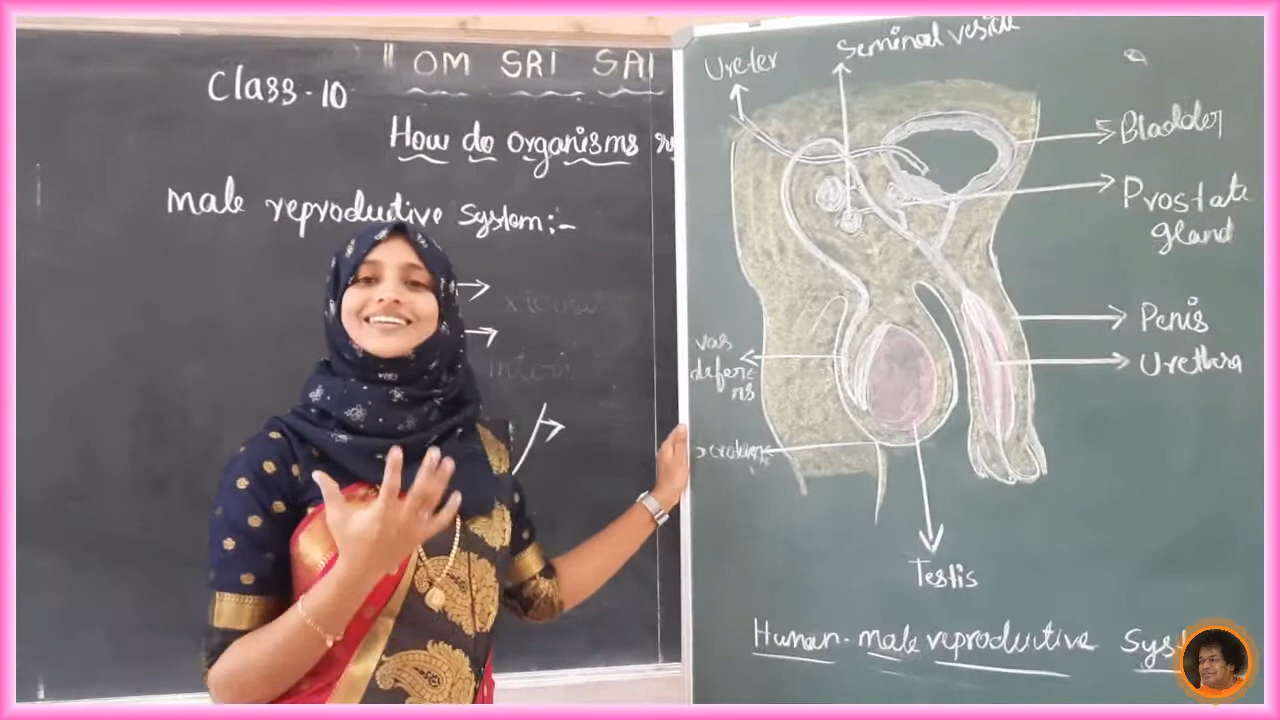 " OM SRI SAI
Class-10
How do organisms
male reproductive system:-
Ureter
Seminal vesicle
Bladder
Prostate
gland
Penis
Urethra
vas
defere
ns
Testis
Human-male reproductive Sys